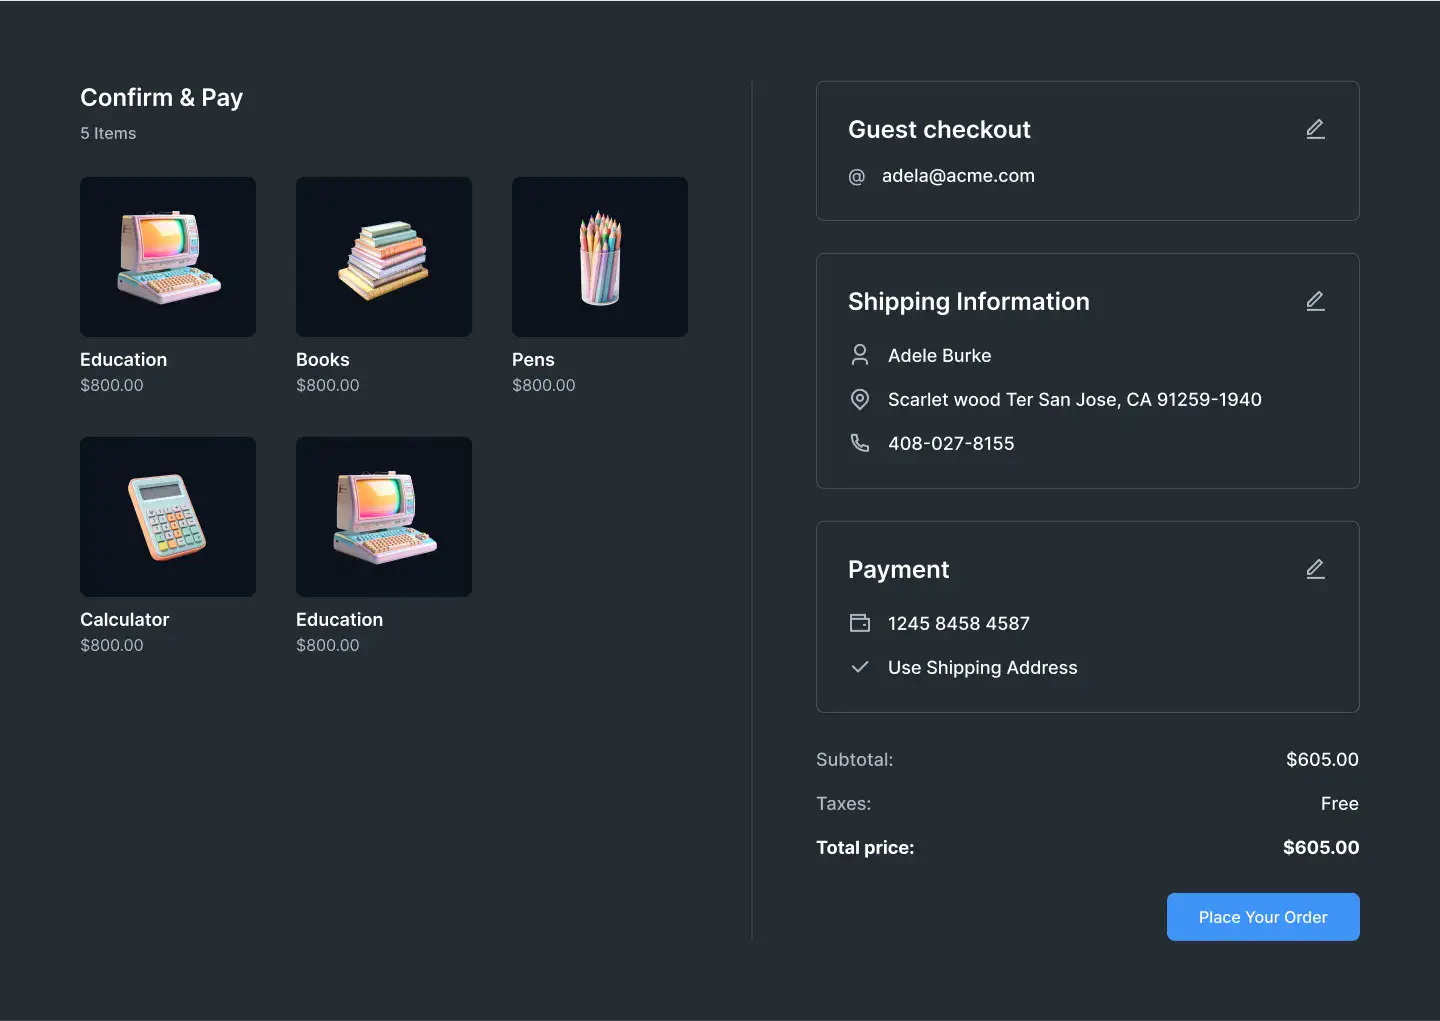 Confirm & Pay
5 Items
Education
$800.00
Books
$800.00
Pens
$800.00
Calculator
$800.00
Education
$800.00
Guest checkout
@ adela@acme.com
Shipping Information
Adele Burke
Scarlet wood Ter San Jose, CA 91259-1940
408-027-8155
Payment
1245 8458 4587
Use Shipping Address
Subtotal: $605.00
Taxes: Free
Total price: $605.00
Place Your Order